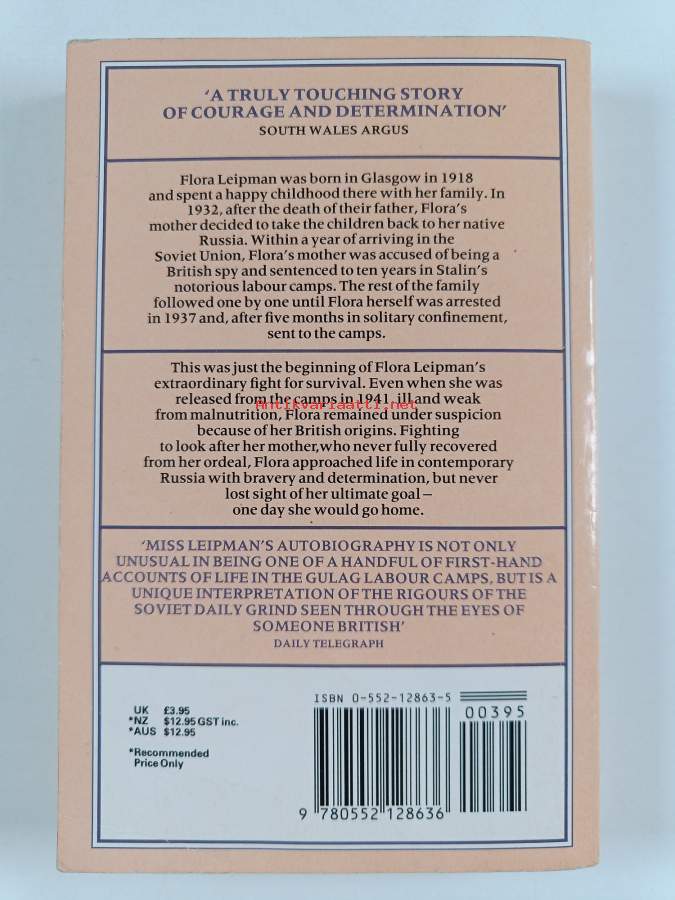 'A TRULY TOUCHING STORY
OF COURAGE AND DETERMINATION'
SOUTH WALES ARGUS
Flora Leipman was born in Glasgow in 1918
and spent a happy childhood there with her family. In
1932, after the death of their father, Flora's
mother decided to take the children back to her native
Russia. Within a year of arriving in the
Soviet Union, Flora's mother was accused of being a
British spy and sentenced to ten years in Stalin's
notorious labour camps. The rest of the family
followed one by one until Flora herself was arrested
in 1937 and, after five months in solitary confinement,
sent to the camps.
This was just the beginning of Flora Leipman's
extraordinary fight for survival. Even when she was
released from the camps in 1941, ill and weak
Antikvariaatti.net
from malnutrition, Flora remained under suspicion
because of her British origins. Fighting
to look after her mother,who never fully recovered
from her ordeal, Flora approached life in contemporary
Russia with bravery and determination, but never
lost sight of her ultimate goal –
one day she would go home.
'MISS LEIPMAN'S AUTOBIOGRAPHY IS NOT ONLY
UNUSUAL IN BEING ONE OF A HANDFUL OF FIRST-HAND
ACCOUNTS OF LIFE IN THE GULAG LABOUR CAMPS, BUT IS A
UNIQUE INTERPRETATION OF THE RIGOURS OF THE
SOVIET DAILY GRIND SEEN THROUGH THE EYES OF
SOMEONE BRITISH'
DAILY TELEGRAPH
UK £3.95
*NZ $12.95 GST inc.
*AUS $12.95
*Recommended
Price Only
ISBN 0-552-12863-5
00395
9 780552 128636